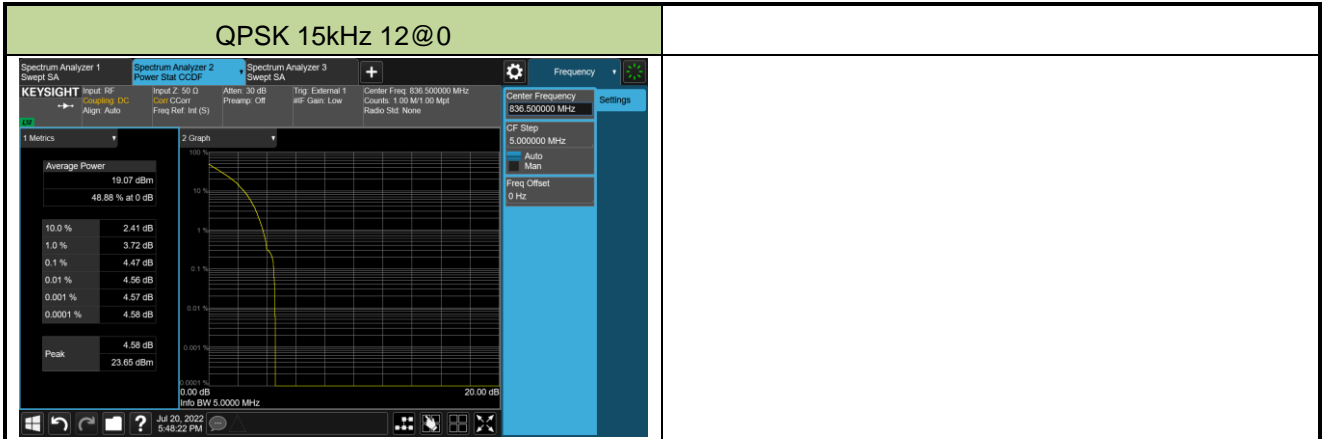 QPSK 15kHz 12@0
Spectrum Analyzer 1
Swept SA
Spectrum Analyzer 2
Power Stat CCDF
Spectrum Analyzer 3
Swept SA
+
Frequency
KEYSIGHT
Input: RF
Coupling: DC
Align: Auto
Input Z: 50 Ω
Corr CCorr
Freq Ref: Int (S)
Atten: 30 dB
Preamp: Off
Trig: External 1
#IF Gain: Low
Center Freq: 836.500000 MHz
Counts: 1.00 M/1.00 Mpt
Radio Std: None
Center Frequency
836.500000 MHz
Settings
CF Step
5.000000 MHz
Auto
Man
Freq Offset
0 Hz
1 Metrics
Average Power
19.07 dBm
48.88 % at 0 dB
10.0 % 2.41 dB
1.0 % 3.72 dB
0.1 % 4.47 dB
0.01 % 4.56 dB
0.001 % 4.57 dB
0.0001 % 4.58 dB
Peak
4.58 dB
23.65 dBm
2 Graph
100 %
10 %
1 %
0.1 %
0.01 %
0.001 %
0.0001 %
0.00 dB
20.00 dB
Info BW 5.0000 MHz
?
Jul 20, 2022
5:48:22 PM